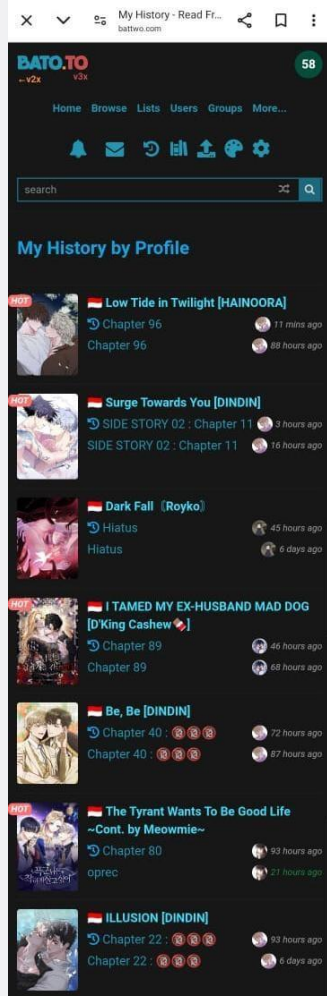 My History - Read Fr...
battwo.com
BATO.TO
←v2x
v3x
58
Home Browse Lists Users Groups More...
search
My History by Profile
HOT
Low Tide in Twilight [HAINOORA]
Chapter 96
11 mins ago
Chapter 96
88 hours ago
HOT
Surge Towards You [DINDIN]
SIDE STORY 02 : Chapter 11
3 hours ago
SIDE STORY 02 : Chapter 11
16 hours ago
Dark Fall〘Royko〙
Hiatus
45 hours ago
Hiatus
6 days ago
HOT
I TAMED MY EX-HUSBAND MAD DOG
[D'King Cashew🍫]
Chapter 89
46 hours ago
Chapter 89
68 hours ago
Be, Be [DINDIN]
Chapter 40 : 🔞🔞🔞
72 hours ago
Chapter 40 : 🔞🔞🔞
87 hours ago
HOT
The Tyrant Wants To Be Good Life
~Cont. by Meowmie~
Chapter 80
93 hours ago
oprec
21 hours ago
ILLUSION [DINDIN]
Chapter 22 : 🔞🔞🔞
93 hours ago
Chapter 22 : 🔞🔞🔞
6 days ago